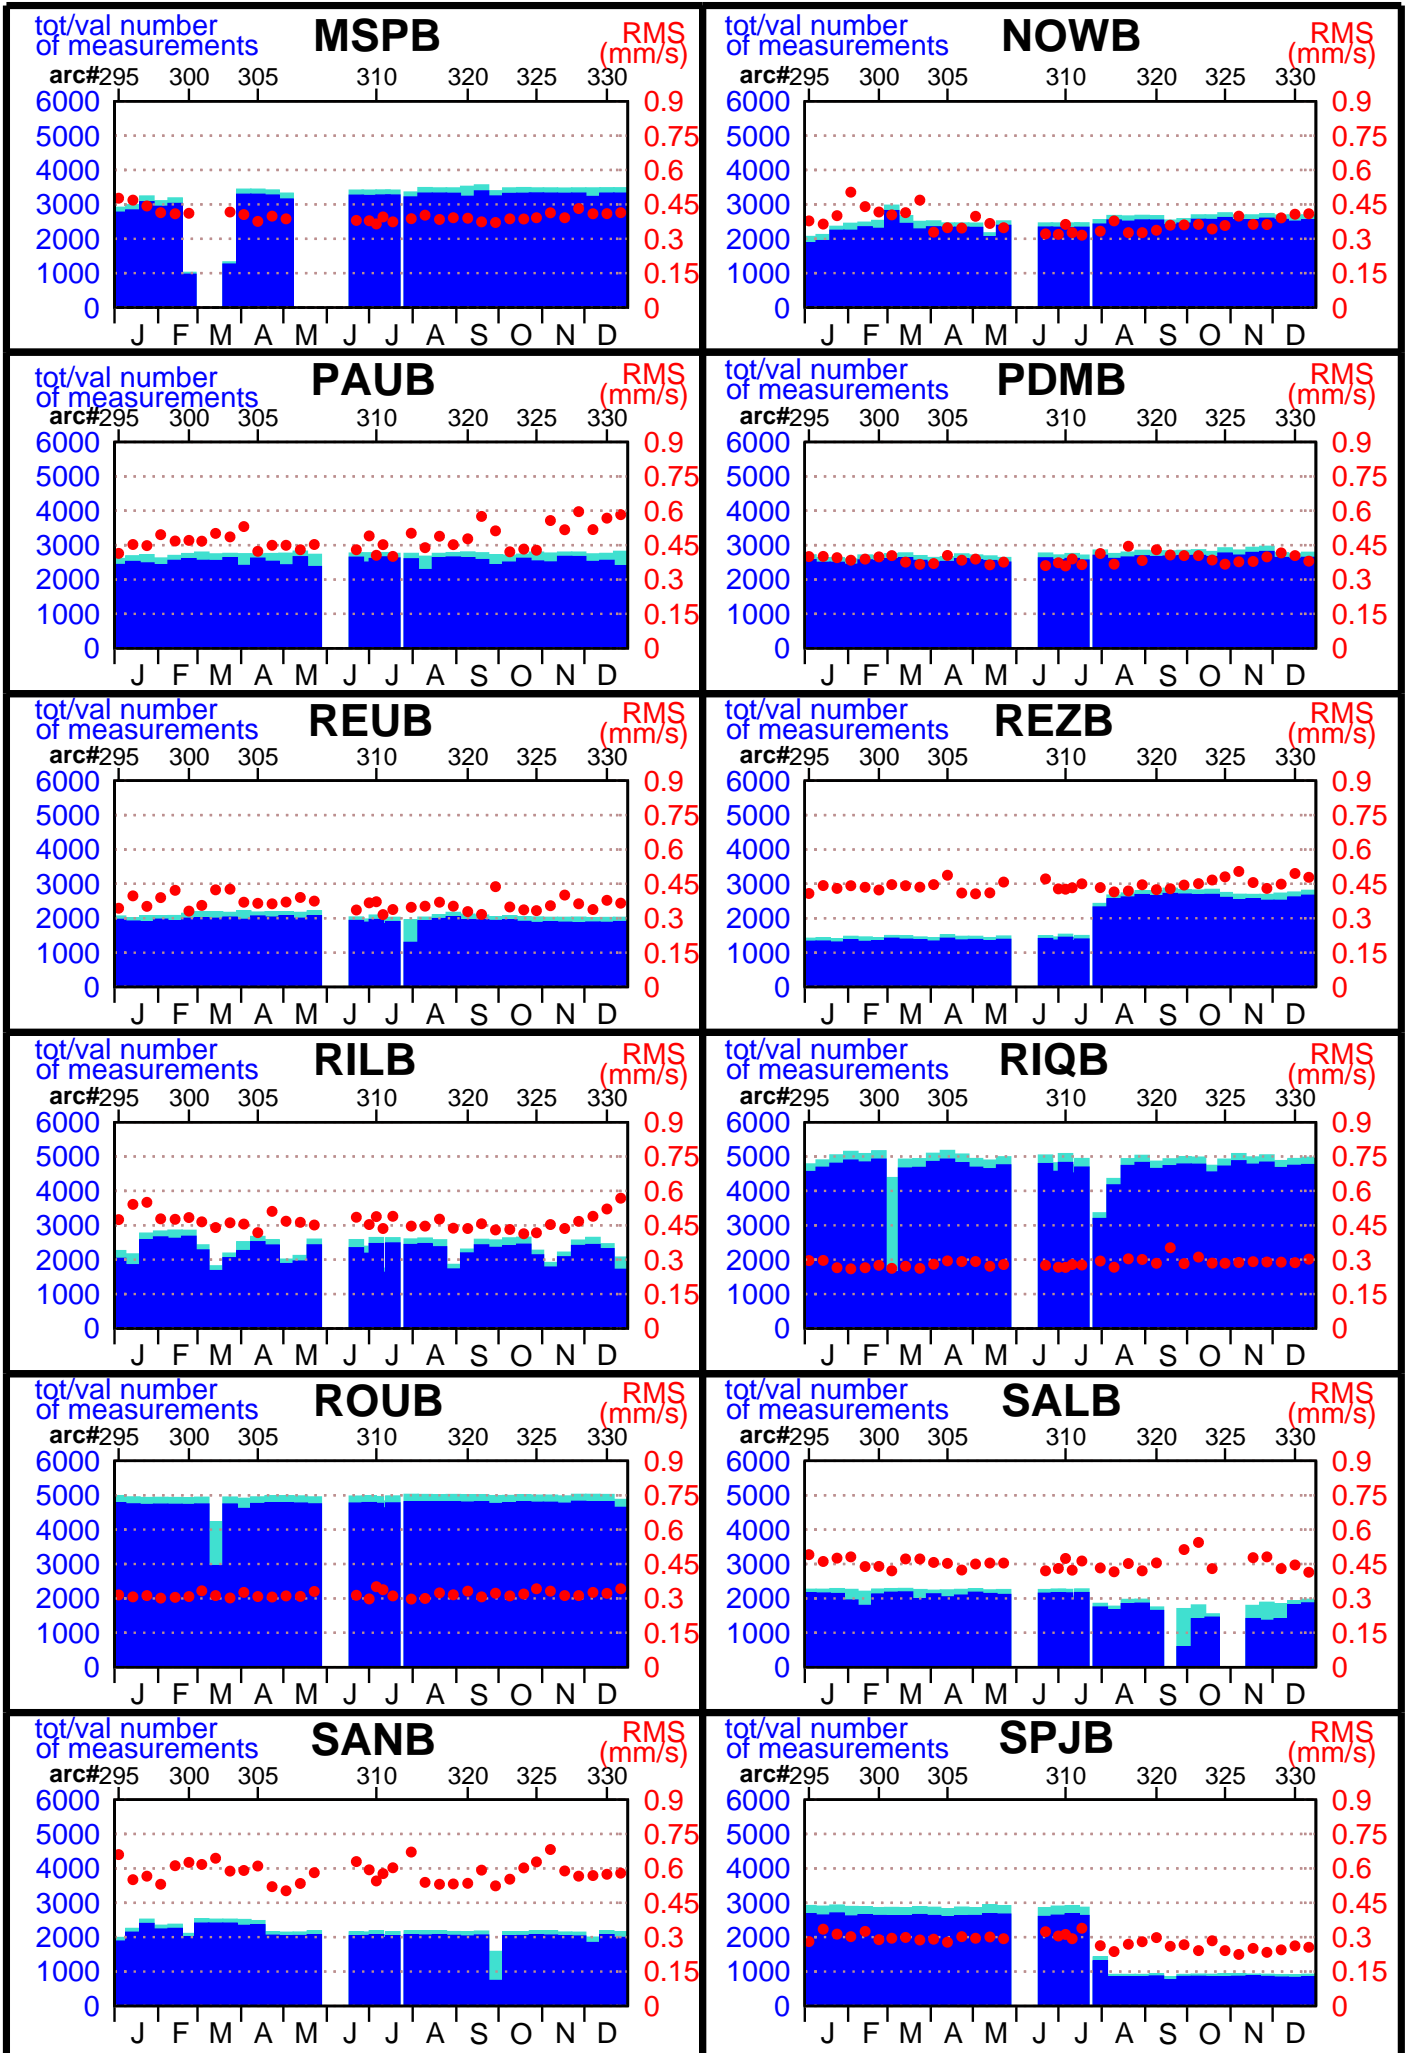 tot/val number
of measurements
MSPB
RMS
(mm/s)
arc#295 300 305 310 320 325 330
6000 0.9
5000 0.75
4000 0.6
3000 0.45
2000 0.3
1000 0.15
0 0
J F M A M J J A S O N D
tot/val number
of measurements
NOWB
RMS
(mm/s)
arc#295 300 305 310 320 325 330
6000 0.9
5000 0.75
4000 0.6
3000 0.45
2000 0.3
1000 0.15
0 0
J F M A M J J A S O N D
tot/val number
of measurements
PAUB
RMS
(mm/s)
arc#295 300 305 310 320 325 330
6000 0.9
5000 0.75
4000 0.6
3000 0.45
2000 0.3
1000 0.15
0 0
J F M A M J J A S O N D
tot/val number
of measurements
PDMB
RMS
(mm/s)
arc#295 300 305 310 320 325 330
6000 0.9
5000 0.75
4000 0.6
3000 0.45
2000 0.3
1000 0.15
0 0
J F M A M J J A S O N D
tot/val number
of measurements
REUB
RMS
(mm/s)
arc#295 300 305 310 320 325 330
6000 0.9
5000 0.75
4000 0.6
3000 0.45
2000 0.3
1000 0.15
0 0
J F M A M J J A S O N D
tot/val number
of measurements
REZB
RMS
(mm/s)
arc#295 300 305 310 320 325 330
6000 0.9
5000 0.75
4000 0.6
3000 0.45
2000 0.3
1000 0.15
0 0
J F M A M J J A S O N D
tot/val number
of measurements
RILB
RMS
(mm/s)
arc#295 300 305 310 320 325 330
6000 0.9
5000 0.75
4000 0.6
3000 0.45
2000 0.3
1000 0.15
0 0
J F M A M J J A S O N D
tot/val number
of measurements
RIQB
RMS
(mm/s)
arc#295 300 305 310 320 325 330
6000 0.9
5000 0.75
4000 0.6
3000 0.45
2000 0.3
1000 0.15
0 0
J F M A M J J A S O N D
tot/val number
of measurements
ROUB
RMS
(mm/s)
arc#295 300 305 310 320 325 330
6000 0.9
5000 0.75
4000 0.6
3000 0.45
2000 0.3
1000 0.15
0 0
J F M A M J J A S O N D
tot/val number
of measurements
SALB
RMS
(mm/s)
arc#295 300 305 310 320 325 330
6000 0.9
5000 0.75
4000 0.6
3000 0.45
2000 0.3
1000 0.15
0 0
J F M A M J J A S O N D
tot/val number
of measurements
SANB
RMS
(mm/s)
arc#295 300 305 310 320 325 330
6000 0.9
5000 0.75
4000 0.6
3000 0.45
2000 0.3
1000 0.15
0 0
J F M A M J J A S O N D
tot/val number
of measurements
SPJB
RMS
(mm/s)
arc#295 300 305 310 320 325 330
6000 0.9
5000 0.75
4000 0.6
3000 0.45
2000 0.3
1000 0.15
0 0
J F M A M J J A S O N D